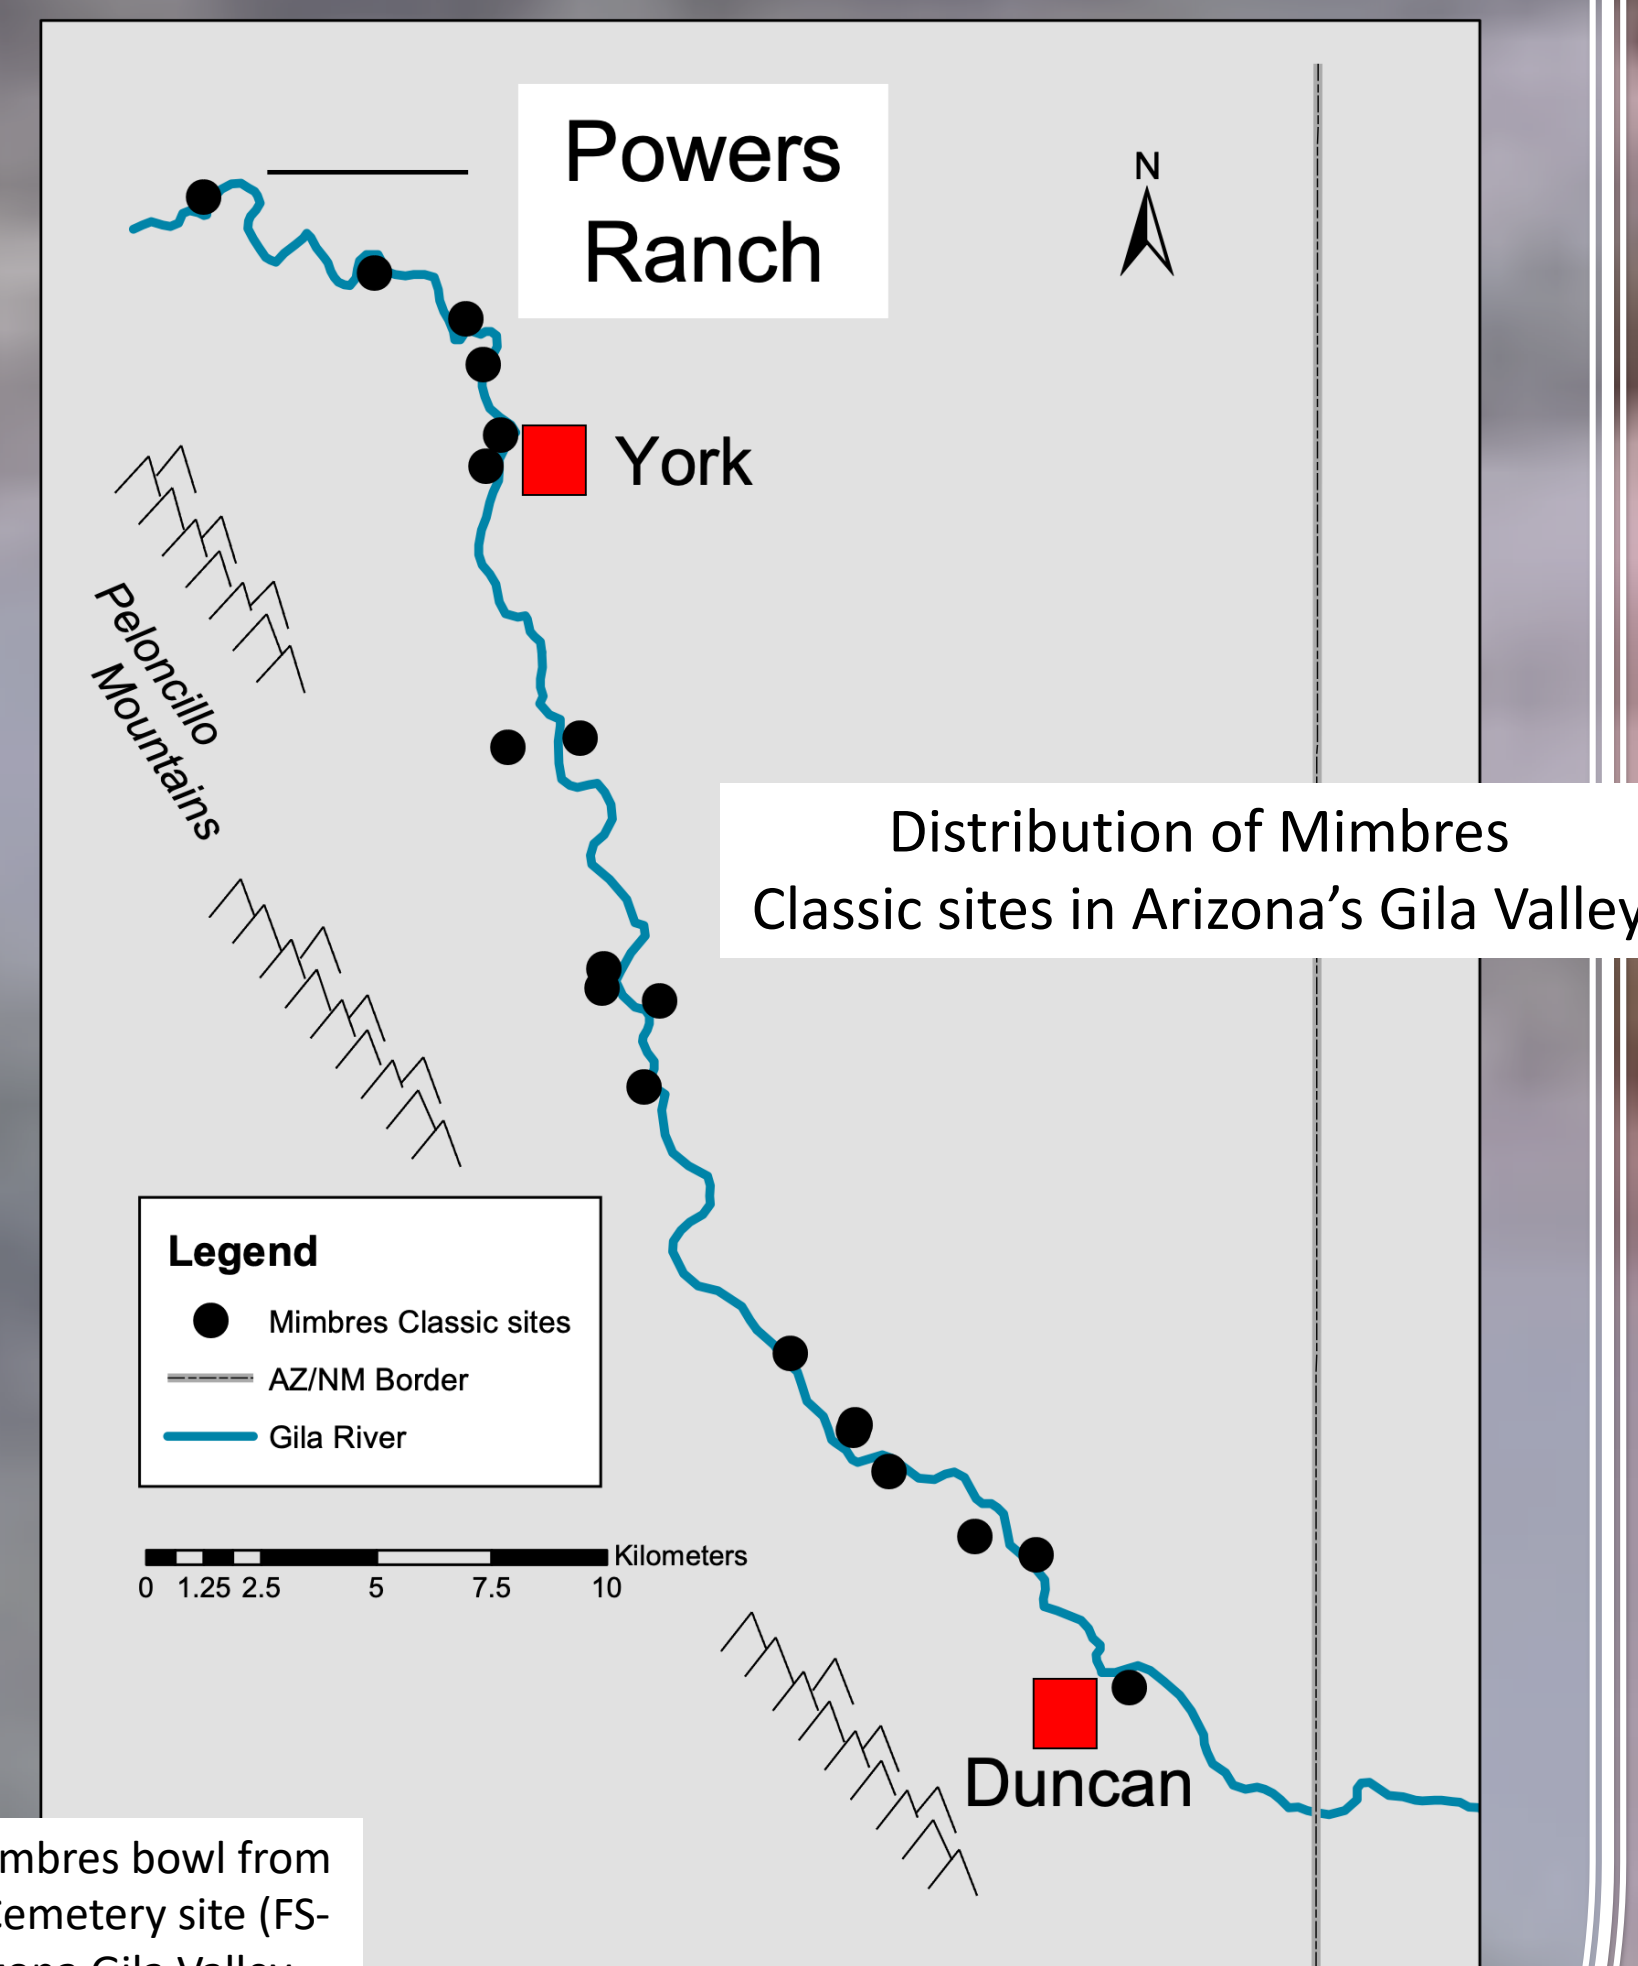 Powers
Ranch
N
York
Peloncillo
Mountains
Distribution of Mimbres
Classic sites in Arizona’s Gila Valley
Legend
Mimbres Classic sites
AZ/NM Border
Gila River
Kilometers
0 1.25 2.5 5 7.5 10
Duncan
bowl from
site (FS-
Gila Valley